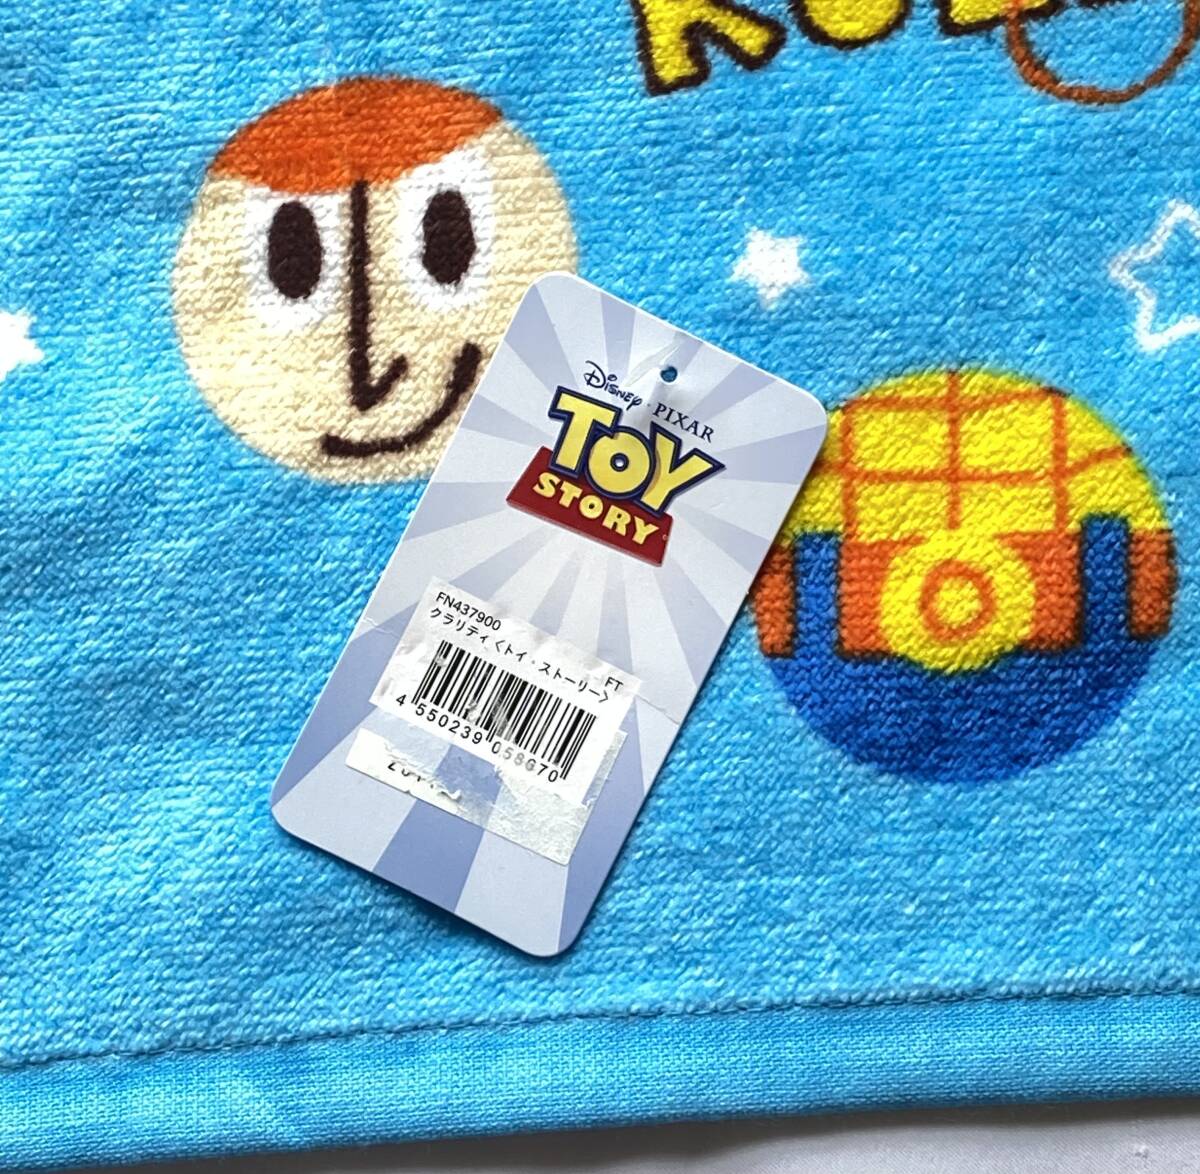 Disney · PIXAR
TOY
STORY
FN437900
クラリティ〈トイ・ストーリー〉
FT
4 550239 058670